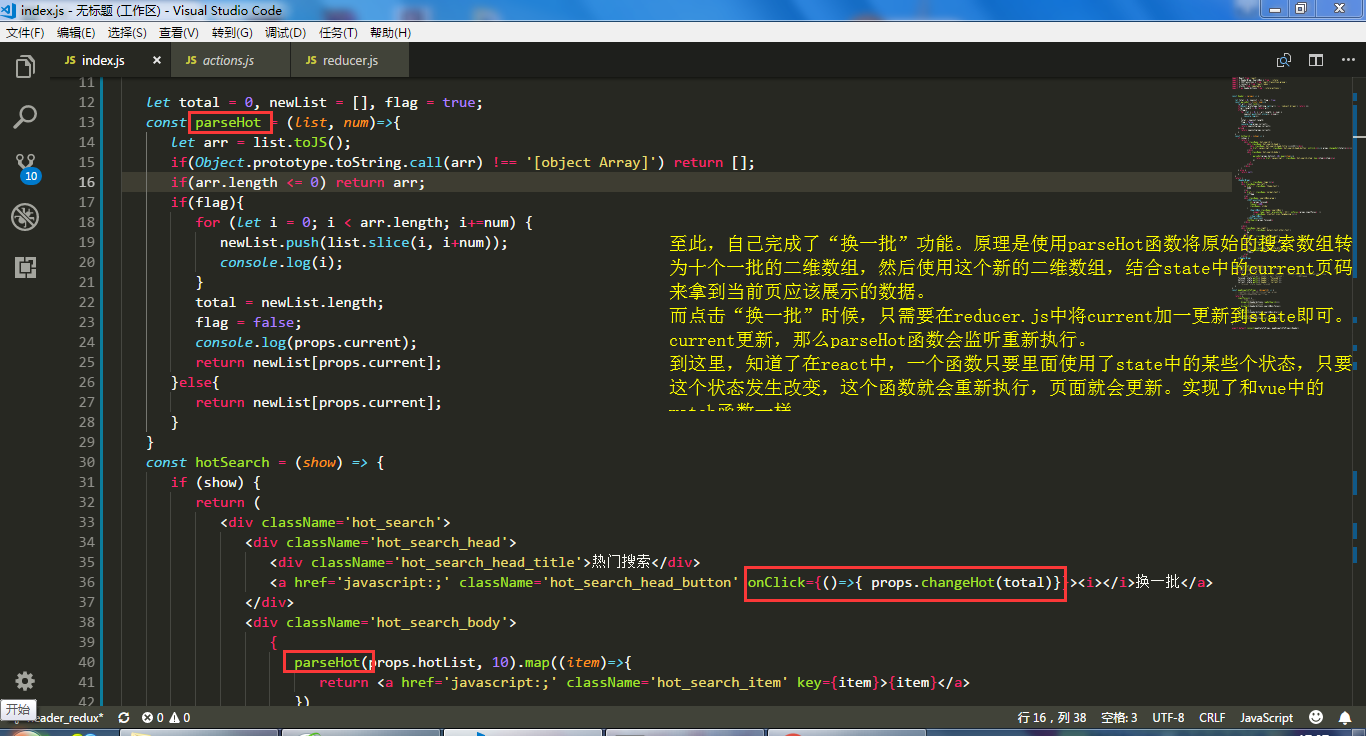 index.js - 无标题 (工作区) - Visual Studio Code
文件(F) 编辑(E) 选择(S) 查看(V) 转到(G) 调试(D) 任务(T) 帮助(H)
JS index.js × JS actions.js JS reducer.js
11
12 let total = 0, newList = [], flag = true;
13 const parseHot = (list, num)=>{
14 let arr = list.toJS();
15 if(Object.prototype.toString.call(arr) !== '[object Array]') return [];
16 if(arr.length <= 0) return arr;
17 if(flag){
18 for (let i = 0; i < arr.length; i+=num) {
19 newList.push(list.slice(i, i+num));
20 console.log(i);
21 }
22 total = newList.length;
23 flag = false;
24 console.log(props.current);
25 return newList[props.current];
26 }else{
27 return newList[props.current];
28 }
29 }
30 const hotSearch = (show) => {
31 if (show) {
32 return (
33 <div className='hot_search'>
34 <div className='hot_search_head'>
35 <div className='hot_search_head_title'>热门搜索</div>
36 <a href='javascript:;' className='hot_search_head_button' onClick={()=>{ props.changeHot(total)}}><i></i>换一批</a>
37 </div>
38 <div className='hot_search_body'>
39 {
40 parseHot(props.hotList, 10).map((item)=>{
41 return <a href='javascript:;' className='hot_search_item' key={item}>{item}</a>
42 })
至此，自己完成了“换一批”功能。原理是使用parseHot函数将原始的搜索数组转
为十个一批的二维数组，然后使用这个新的二维数组，结合state中的current页码
来拿到当前页应该展示的数据。
而点击“换一批”时候，只需要在reducer.js中将current加一更新到state即可。
current更新，那么parseHot函数会监听重新执行。
到这里，知道了在react中，一个函数只要里面使用了state中的某些个状态，只要
这个状态发生改变，这个函数就会重新执行，页面就会更新。实现了和vue中的
10
开始
header_redux* 0 0 行 16，列 38 空格: 3 UTF-8 CRLF JavaScript